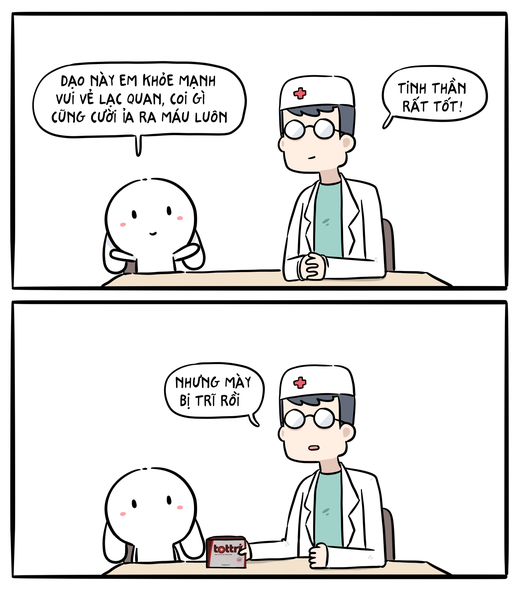 DẠO NÀY EM KHỎE MẠNH
VUI VẺ LẠC QUAN, COI GÌ
CŨNG CƯỜI ỈA RA MÁU LUÔN
TINH THẦN
RẤT TỐT!
NHƯNG MÀY
BỊ TRĨ RỒI
tottri